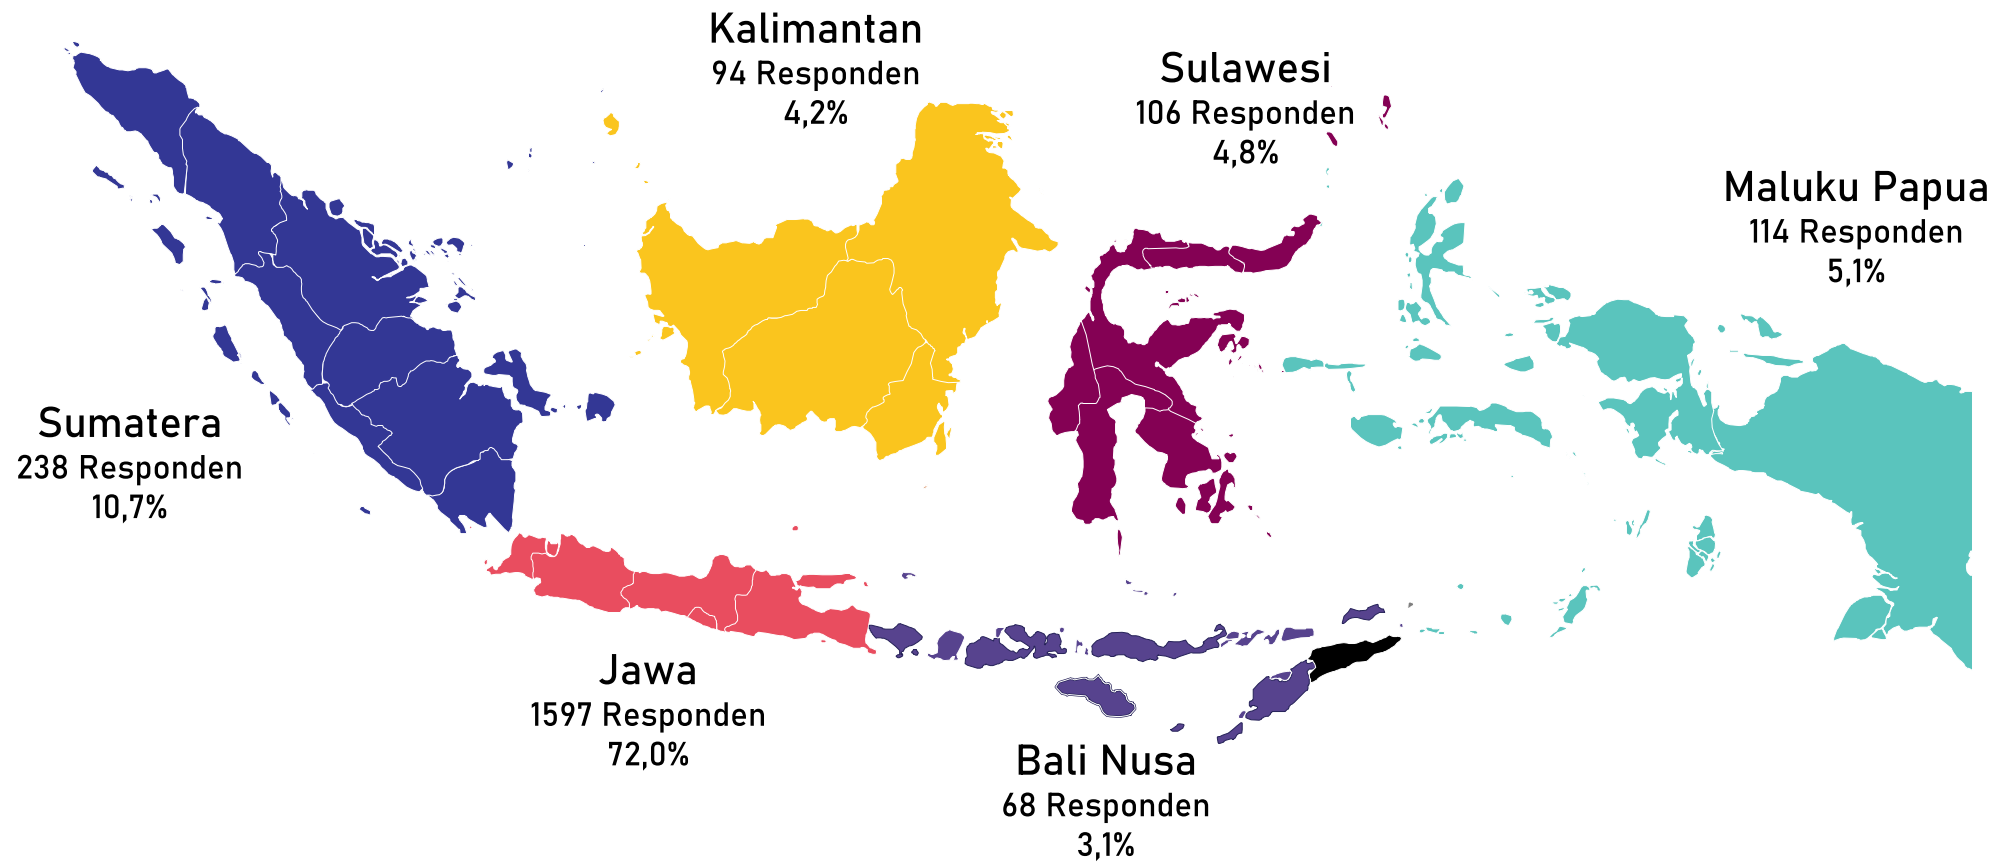 Kalimantan
94 Responden
4,2%
Sulawesi
106 Responden
4,8%
Maluku Papua
114 Responden
5,1%
Sumatera
238 Responden
10,7%
Jawa
1597 Responden
72,0%
Bali Nusa
68 Responden
3,1%